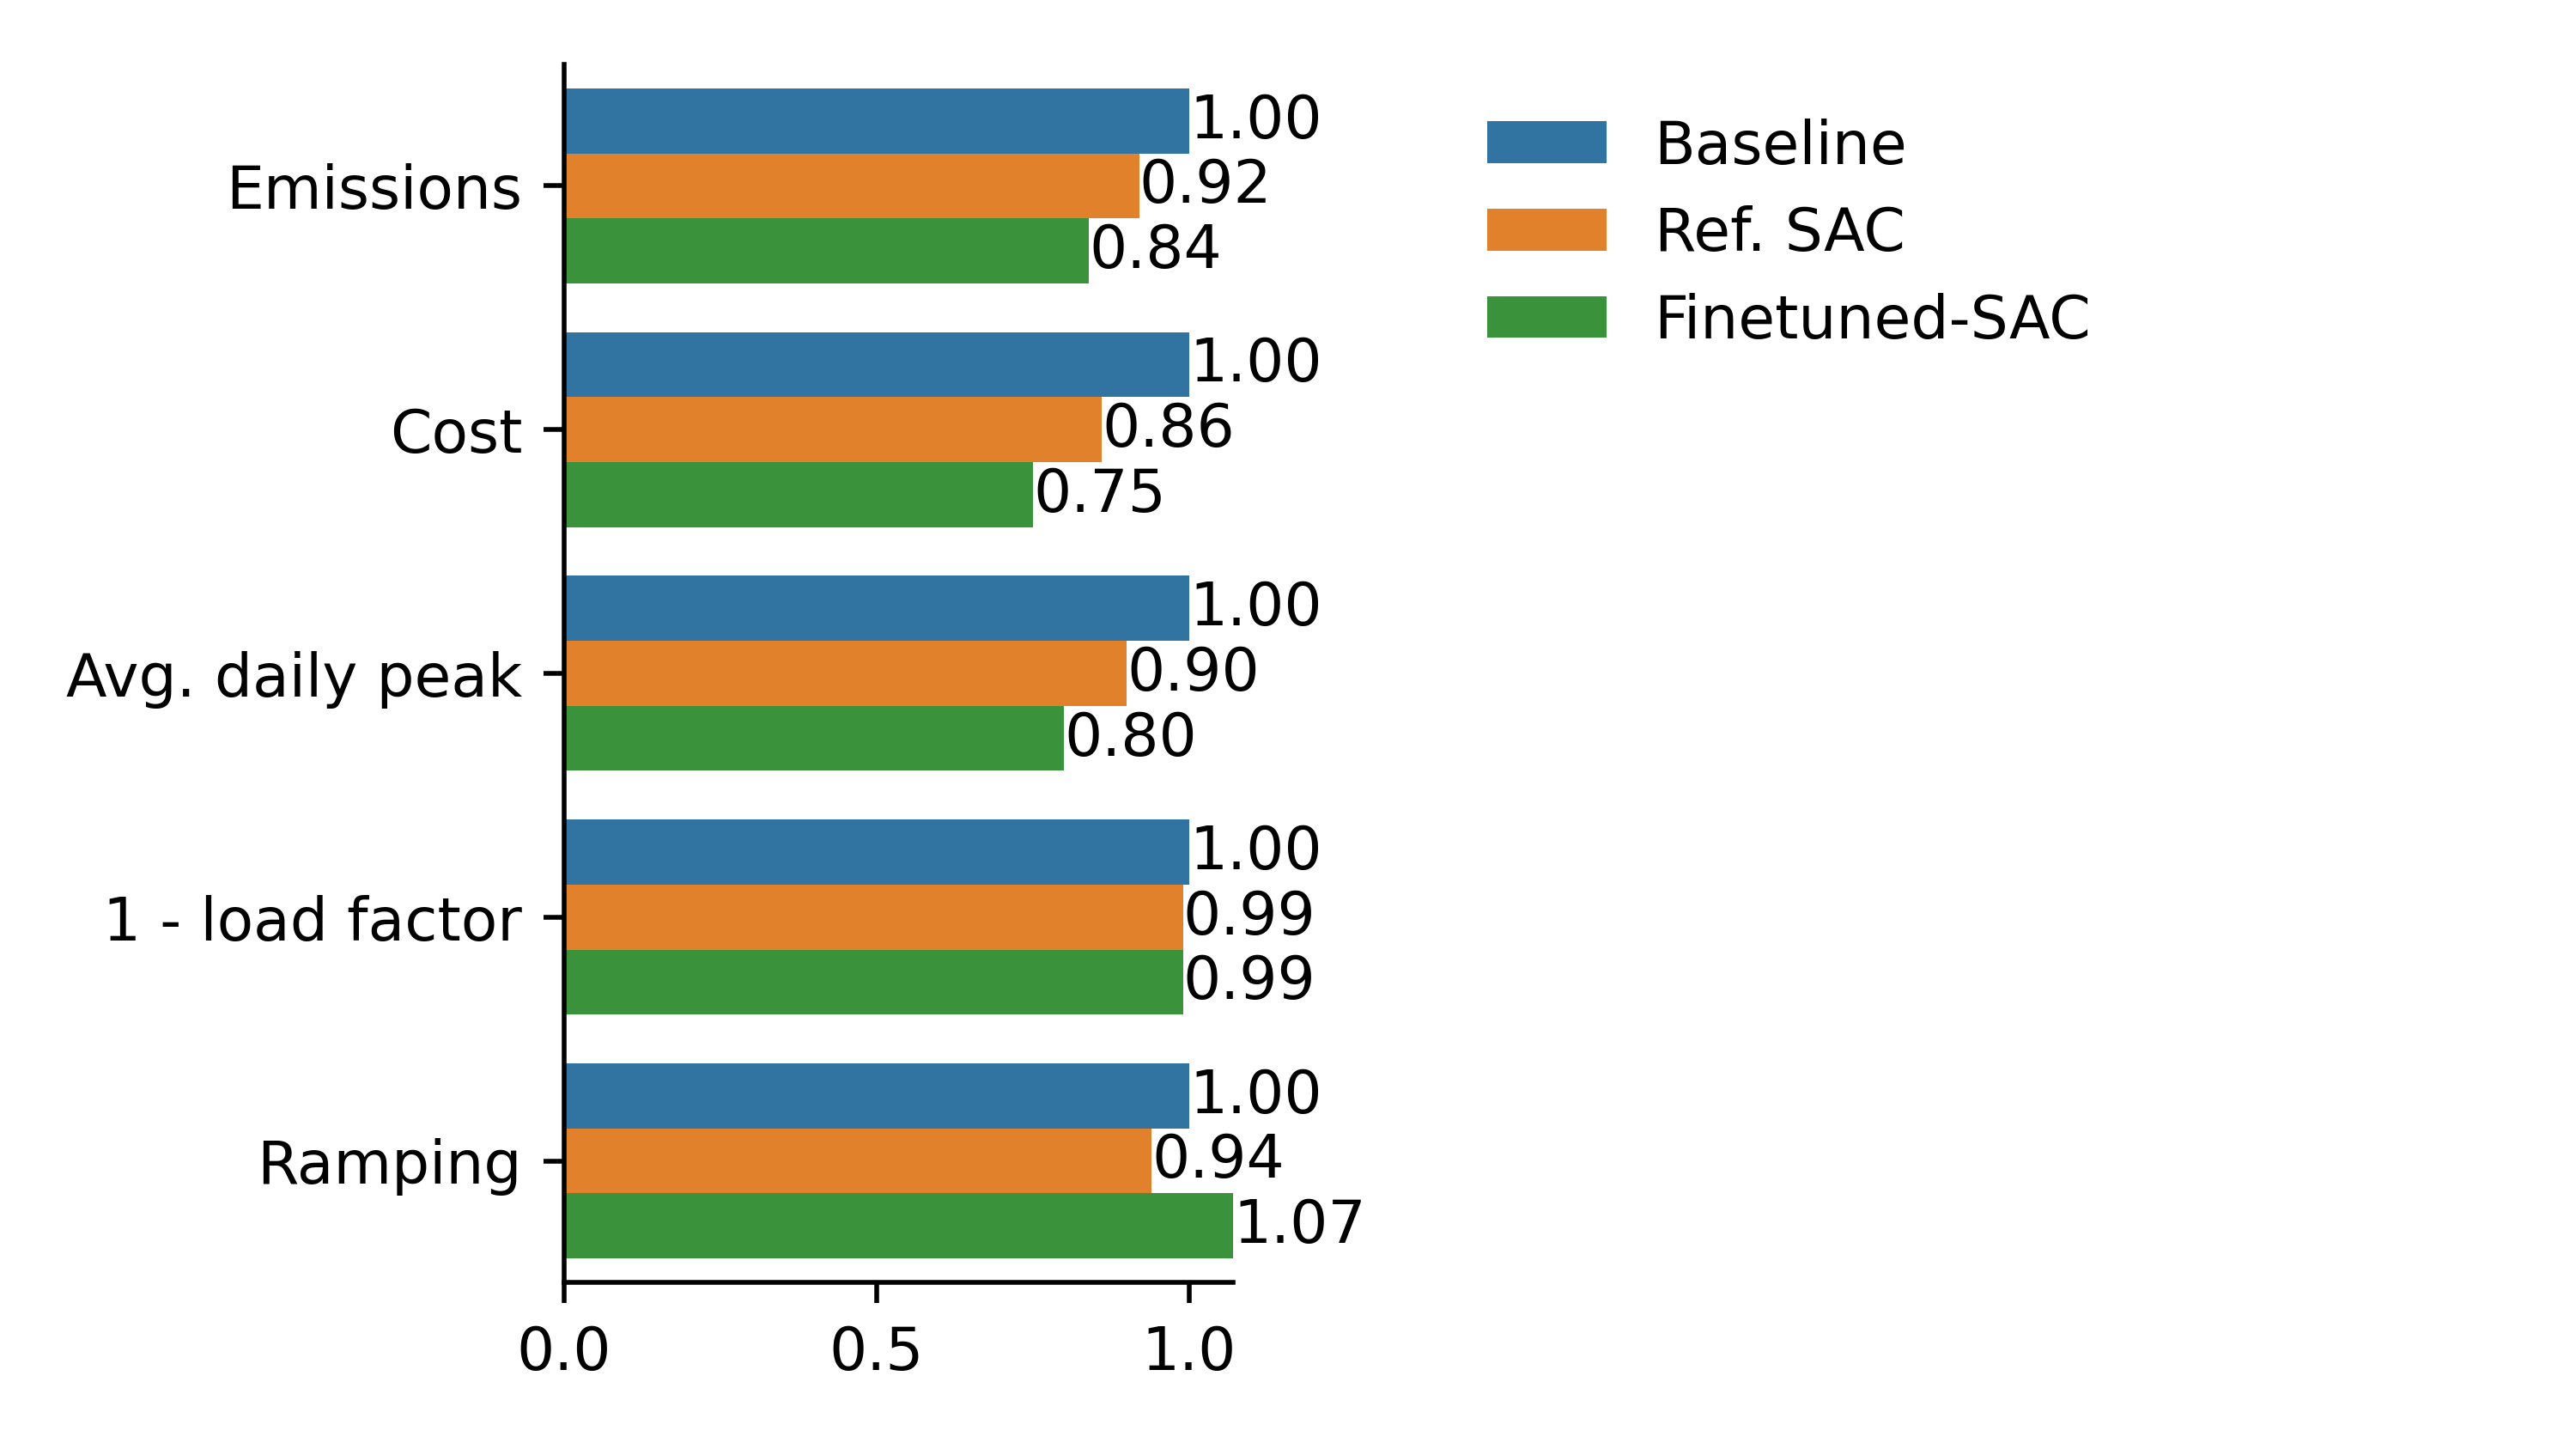 Emissions
1.00
0.92
0.84
Cost
1.00
0.86
0.75
Avg. daily peak
1.00
0.90
0.80
1 - load factor
1.00
0.99
0.99
Ramping
1.00
0.94
1.07
0.0 0.5 1.0
Baseline
Ref. SAC
Finetuned-SAC